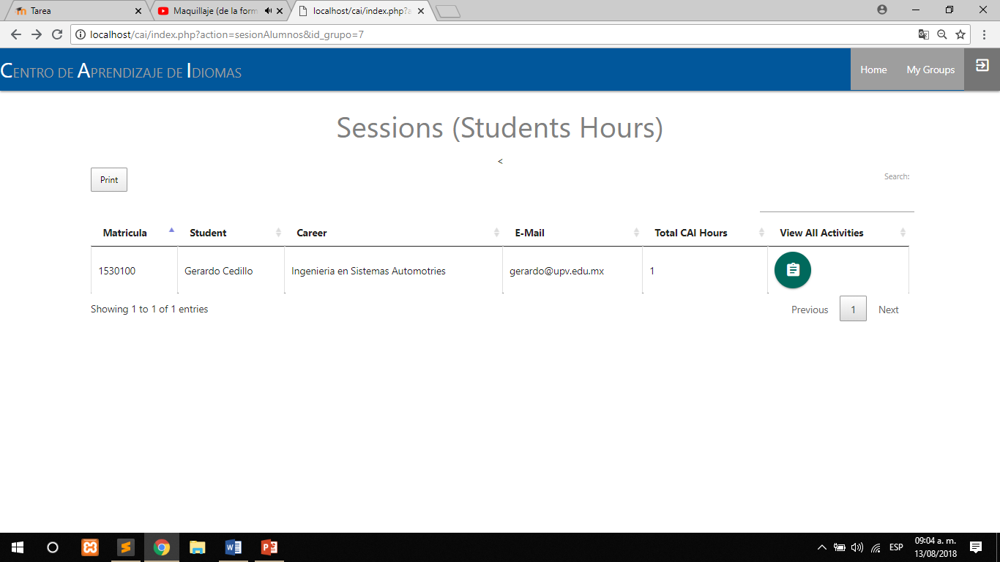 Tarea
Maquillaje (de la form
localhost/cai/index.php?a
localhost/cai/index.php?action=sesionAlumnos&id_grupo=7
CENTRO DE APRENDIZAJE DE IDIOMAS
Home
My Groups
Sessions (Students Hours)
<
Print
Search:
Matricula Student Career E-Mail Total CAI Hours View All Activities
1530100 Gerardo Cedillo Ingenieria en Sistemas Automotries gerardo@upv.edu.mx 1
Showing 1 to 1 of 1 entries
Previous 1 Next
ESP
09:04 a. m.
13/08/2018